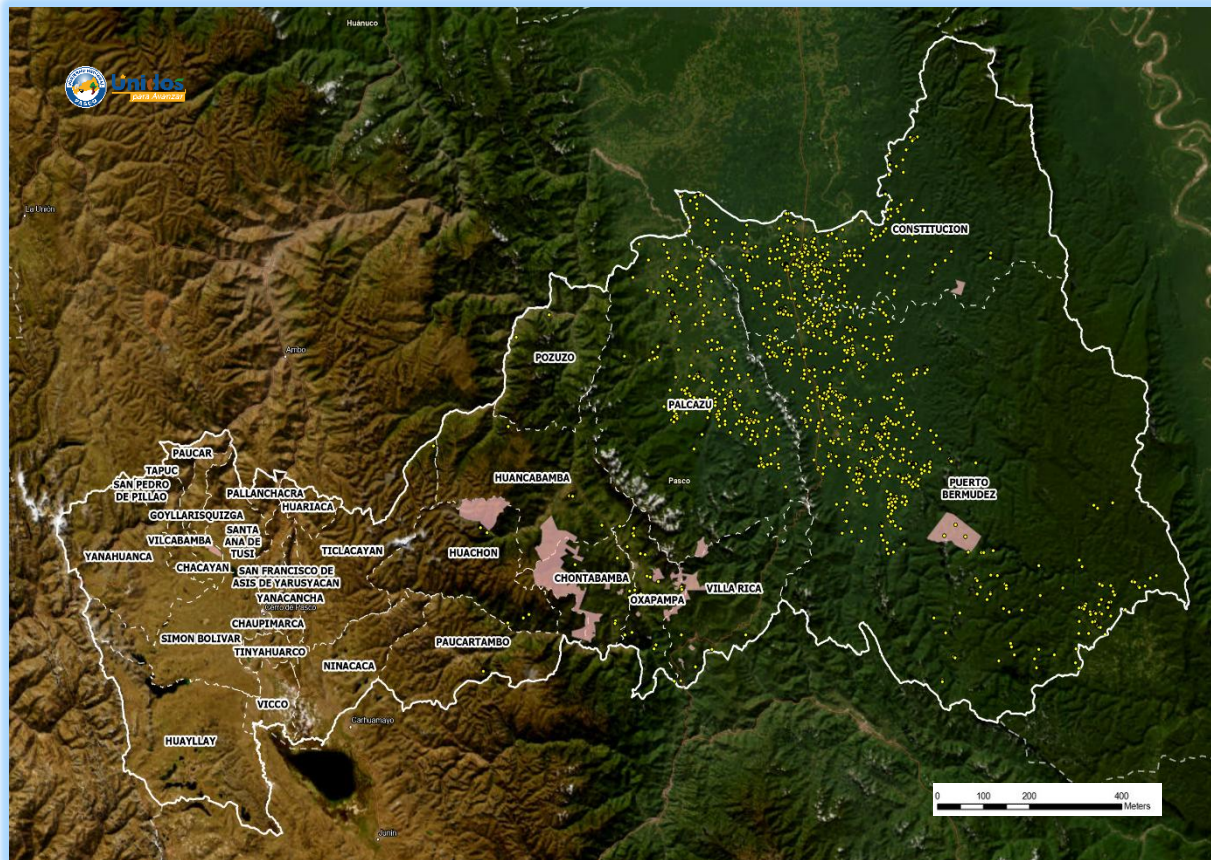 Huánuco
Unidos
para Avanzar
PASCO
La Unión
CONSTITUCION
Ambo
POZUZO
PALCAZÚ
PAUCAR
TAPUC
SAN PEDRO
DE PILLAO
PALLANCHACRA
HUARIACA
GOYLLARISQUIZGA
HUANCABAMBA
Pasco
PUERTO
BERMUDEZ
SANTA
ANA DE
TUSI
VILCABAMBA
YANAHUANCA
TICLACAYAN
HUACHON
CHACAYAN
SAN FRANCISCO DE
ASIS DE YARUSYACAN
CHONTABAMBA
VILLA RICA
OXAPAMPA
YANACANCHA
Cerro de Pasco
CHAUPIMARCA
SIMON BOLIVAR
TINYAHUARCO
PAUCARTAMBO
NINACACA
VICCO
Carhuamayo
HUAYLLAY
Junín
0 100 200 400
Meters